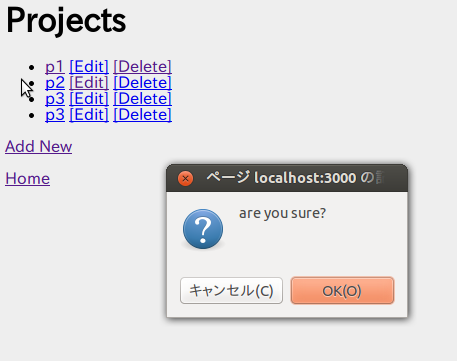 Projects
p1 [Edit] [Delete]
p2 [Edit] [Delete]
p3 [Edit] [Delete]
p3 [Edit] [Delete]
Add New
Home
ページ localhost:3000 の
are you sure?
キャンセル(C) OK(O)